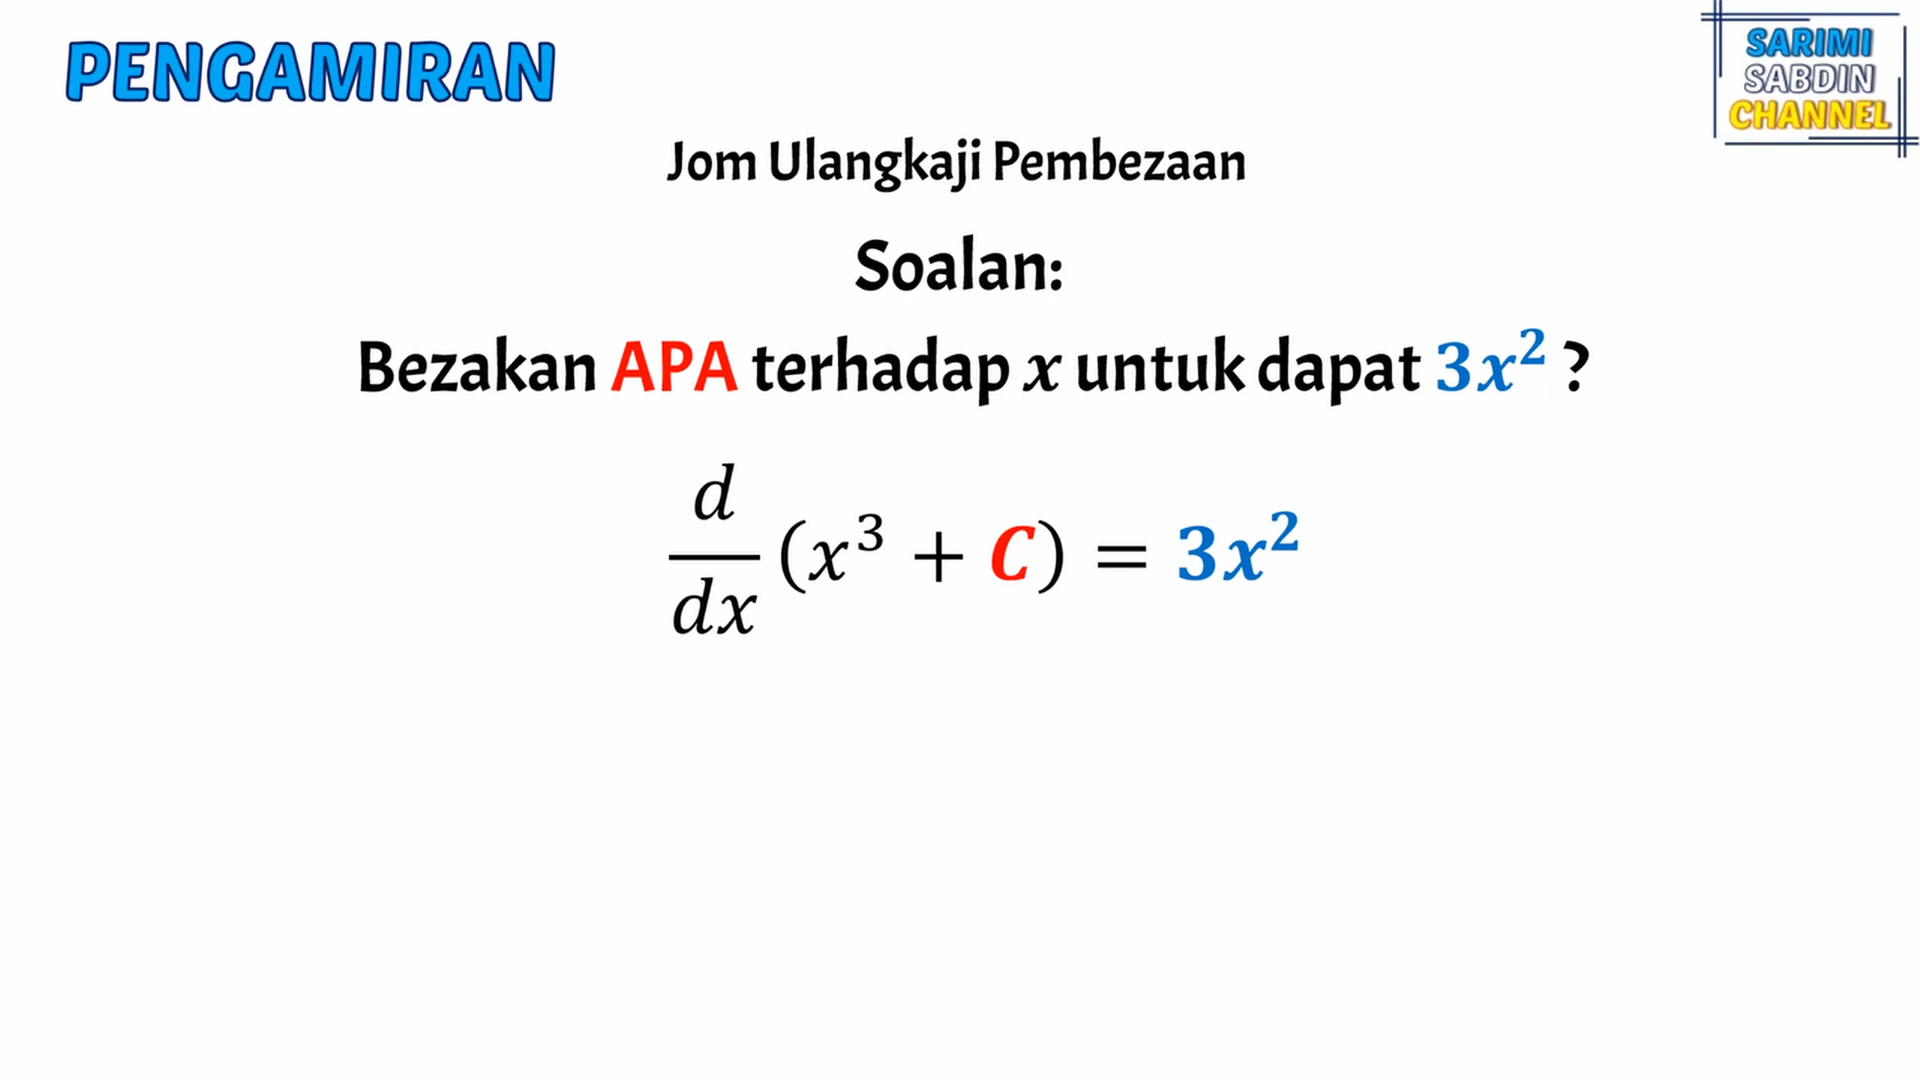 PENGAMIRAN
SARIMI
SABDIN
CHANNEL
Jom Ulangkaji Pembezaan
Soalan:
Bezakan APA terhadap x untuk dapat 3x² ?
d/dx (x³ + C) = 3x²